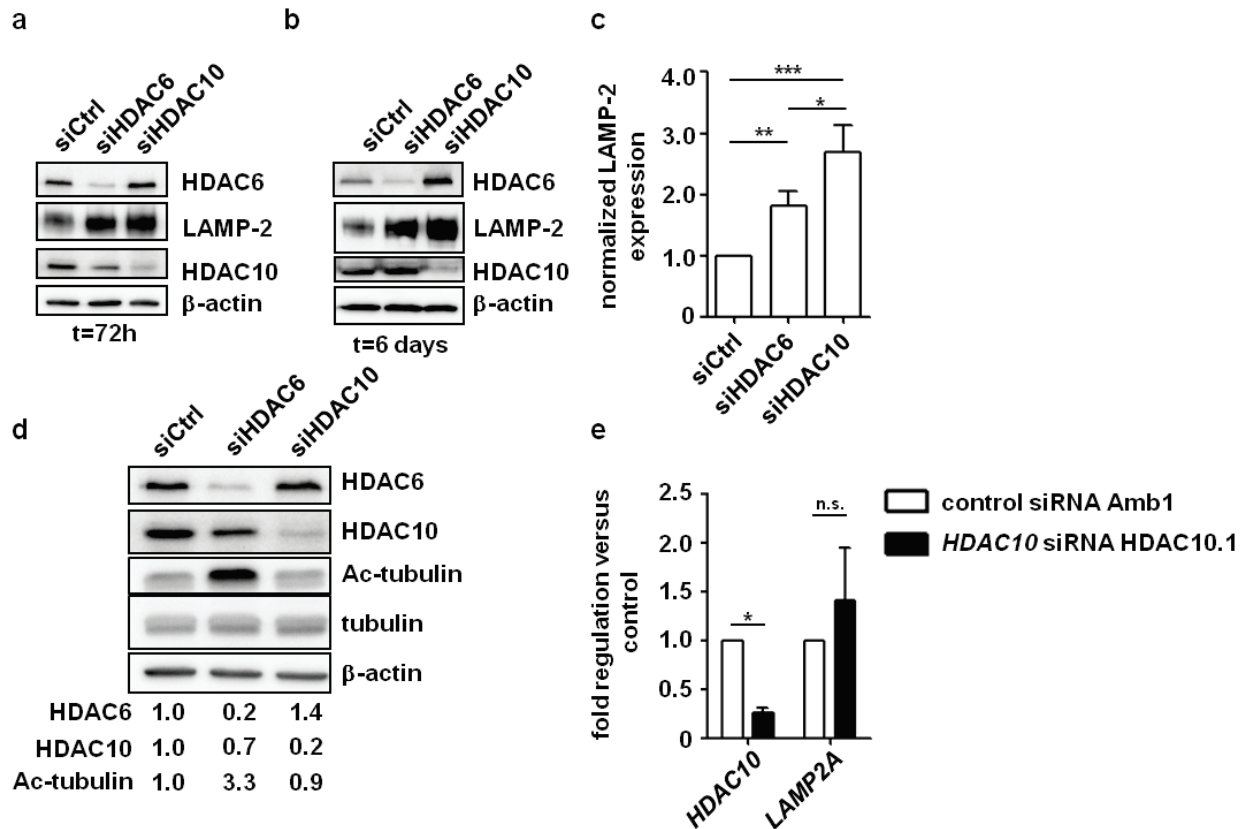 a
siCtrl
siHDAC6
siHDAC10
HDAC6
LAMP-2
HDAC10
β-actin
t=72h
b
siCtrl
siHDAC6
siHDAC10
HDAC6
LAMP-2
HDAC10
β-actin
t=6 days
c
normalized LAMP-2
expression
4.0
3.0
2.0
1.0
0
***
*
**
siCtrl
siHDAC6
siHDAC10
d
siCtrl
siHDAC6
siHDAC10
HDAC6
HDAC10
Ac-tubulin
tubulin
β-actin
HDAC6 1.0 0.2 1.4
HDAC10 1.0 0.7 0.2
Ac-tubulin 1.0 3.3 0.9
e
fold regulation versus
control
2.5
2.0
1.5
1.0
0.5
0
*
n.s.
HDAC10
LAMP2A
control siRNA Amb1
HDAC10 siRNA HDAC10.1